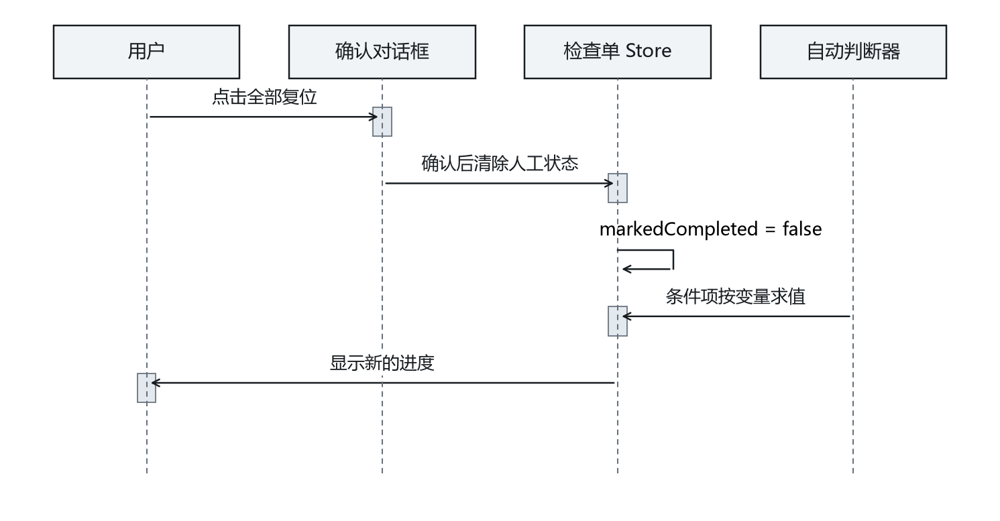 用户
确认对话框
检查单 Store
自动判断器
点击全部复位
确认后清除人工状态
markedCompleted = false
条件项按变量求值
显示新的进度